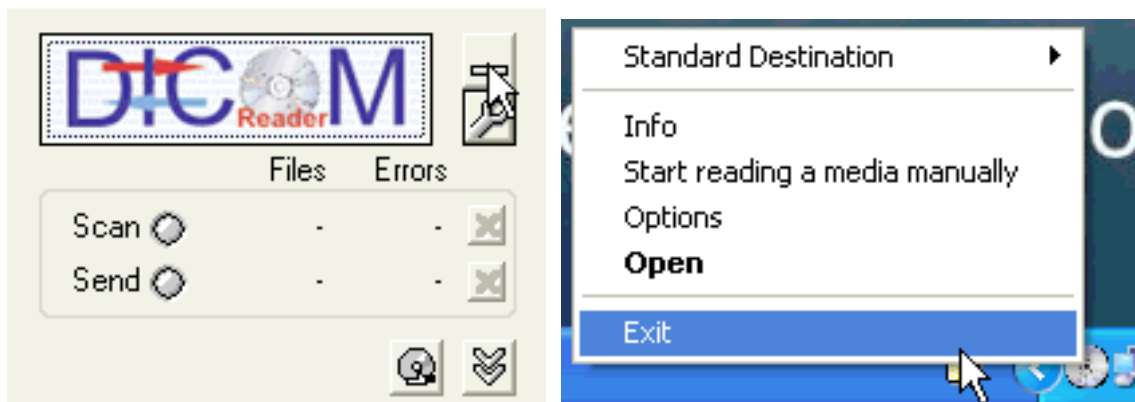 DICOM
Reader
Files Errors
Scan - -
Send - -
Standard Destination
Info
Start reading a media manually
Options
Open
Exit